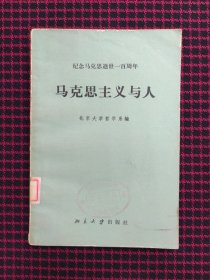 纪念马克思逝世一百周年
马克思主义与人
北京大学哲学系编
北京大学出版社